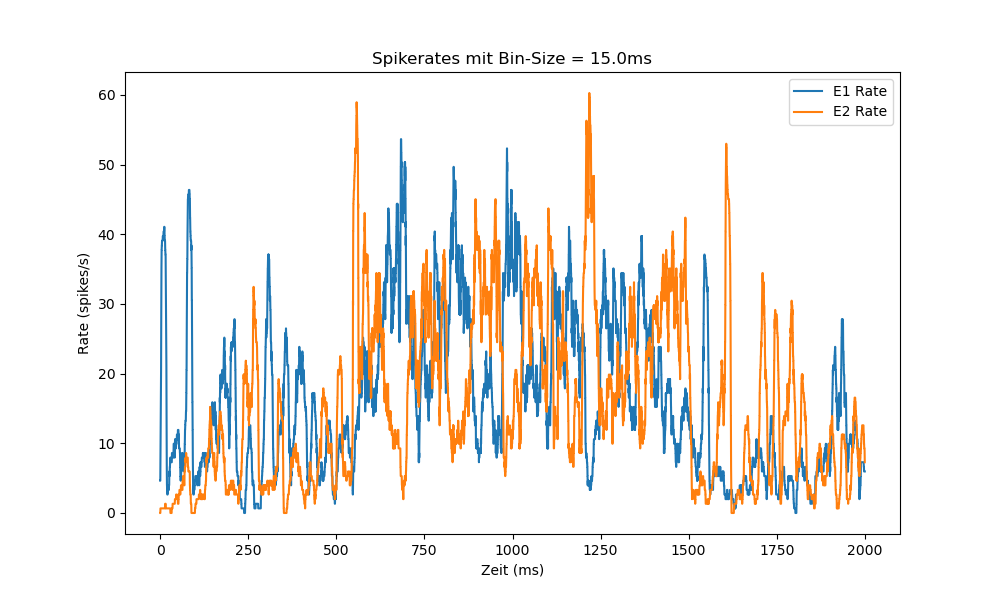 Spikerates mit Bin-Size = 15.0ms
E1 Rate
E2 Rate
60
50
40
30
20
10
0
Rate (spikes/s)
0 250 500 750 1000 1250 1500 1750 2000
Zeit (ms)